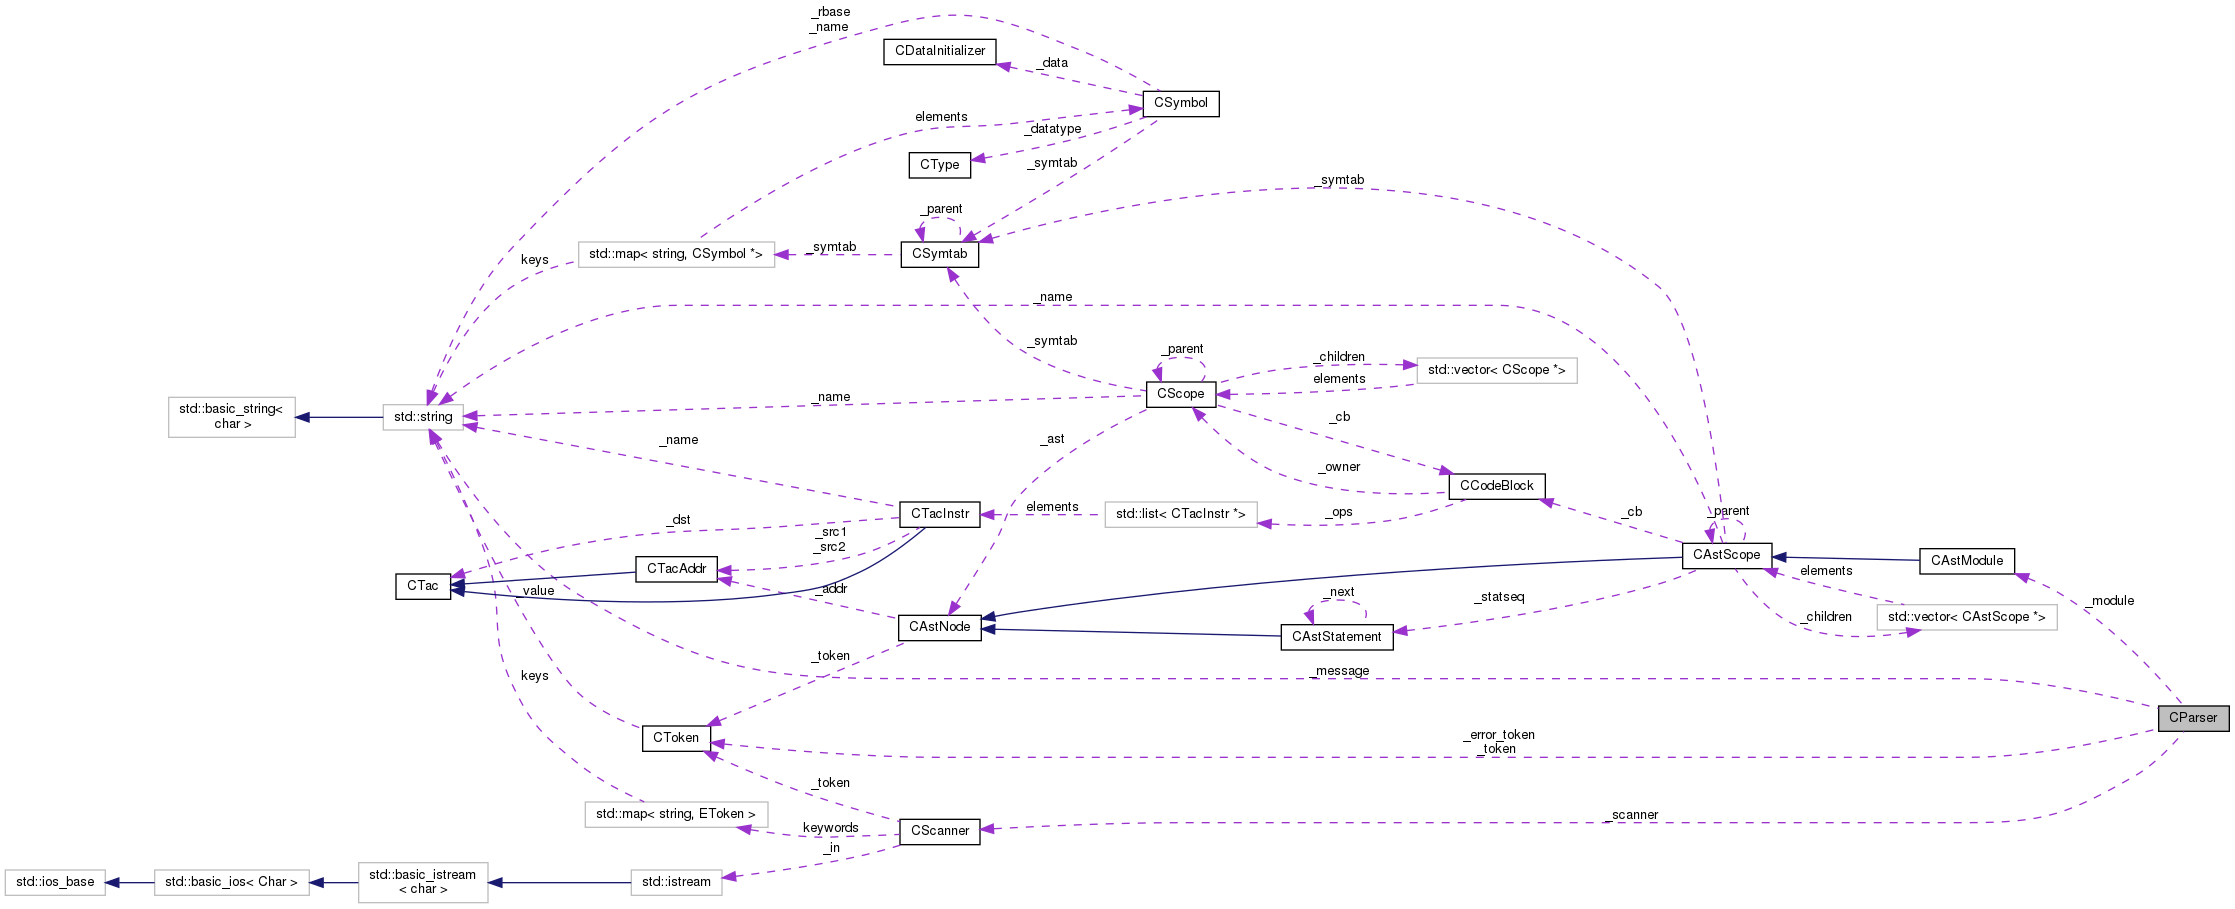 _rbase
_name
CDataInitializer
_data
CSymbol
elements
_datatype
CType
_symtab
_symtab
_parent
std::map< string, CSymbol *>
_symtab
CSymtab
keys
_name
_symtab
_parent
_children
elements
std::vector< CScope *>
CScope
_name
std::basic_string<
char >
std::string
_cb
_name
_ast
_owner
CCodeBlock
CTacInstr
elements
std::list< CTacInstr *>
_ops
_cb
_parent
_dst
_src1
_src2
CAstScope
CAstModule
CTacAddr
elements
CTac
_value
_addr
_next
_statseq
_module
std::vector< CAstScope *>
_children
CAstNode
CAstStatement
_token
_message
keys
CParser
CToken
_error_token
_token
_token
std::map< string, EToken >
keywords
CScanner
_scanner
_in
std::ios_base
std::basic_ios< Char >
std::basic_istream
< char >
std::istream